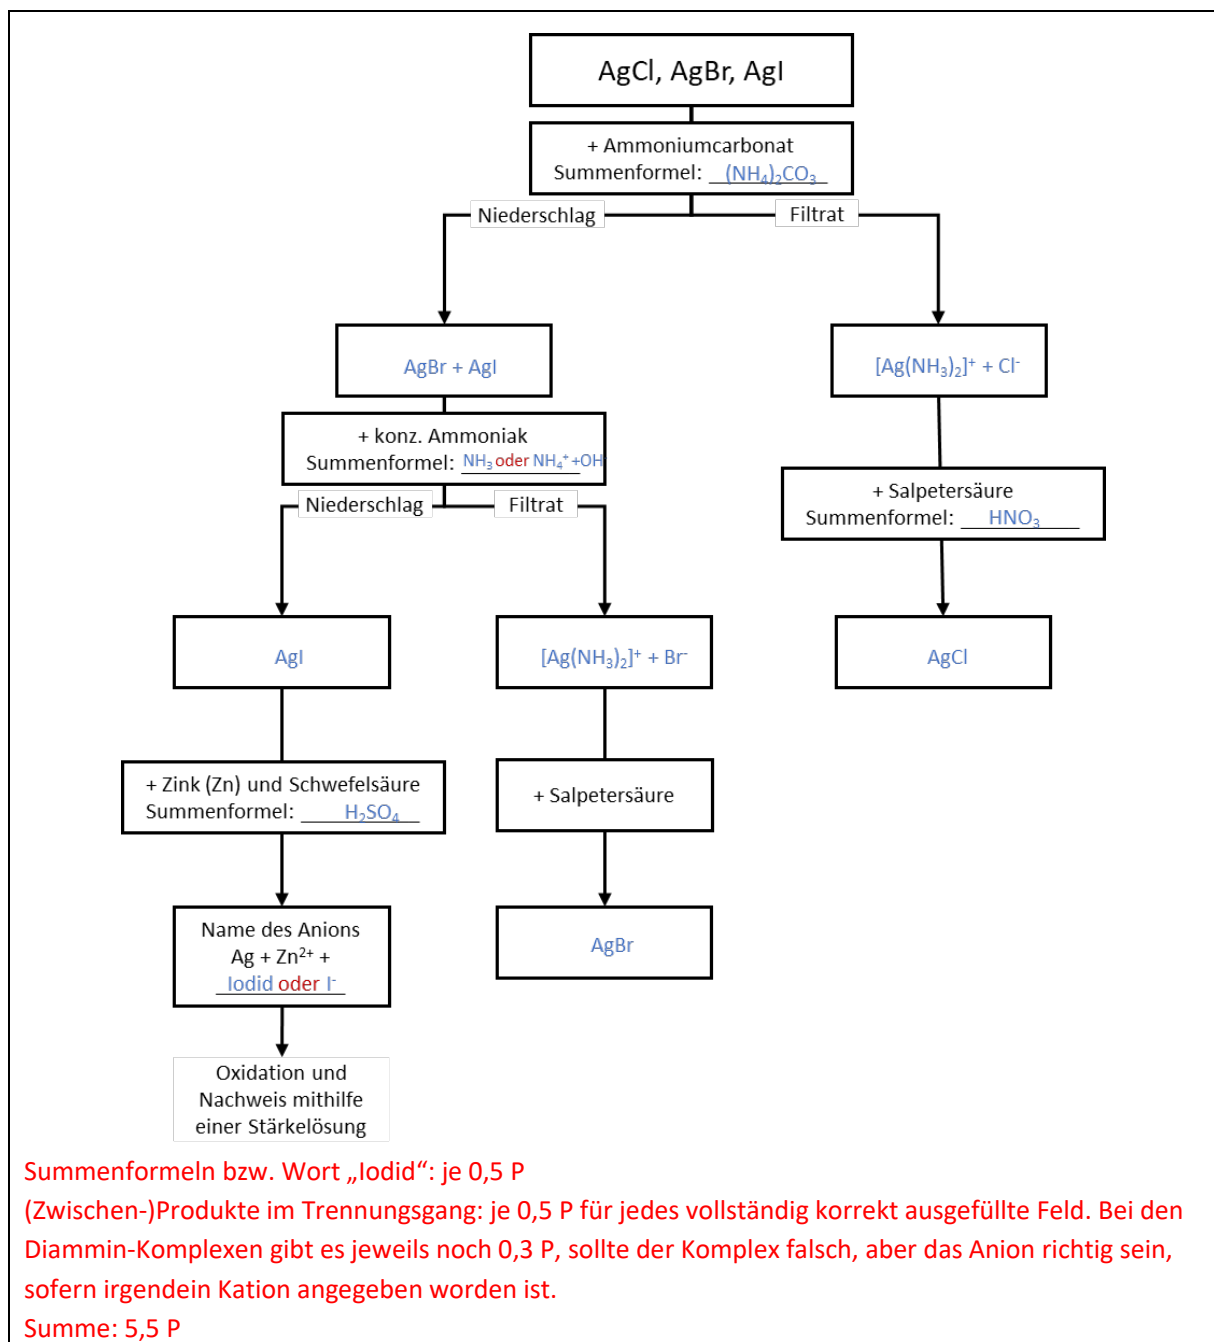 AgCl, AgBr, AgI
+ Ammoniumcarbonat
Summenformel: (NH₄)₂CO₃
Niederschlag
Filtrat
AgBr + AgI
[Ag(NH₃)₂]⁺ + Cl⁻
+ konz. Ammoniak
Summenformel: NH₃ oder NH₄⁺ +OH
Niederschlag
Filtrat
+ Salpetersäure
Summenformel: HNO₃
AgI
[Ag(NH₃)₂]⁺ + Br⁻
AgCl
+ Zink (Zn) und Schwefelsäure
Summenformel: H₂SO₄
+ Salpetersäure
Name des Anions
Ag + Zn²⁺ +
Iodid oder I⁻
AgBr
Oxidation und
Nachweis mithilfe
einer Stärkelösung
Summenformeln bzw. Wort „Iodid“: je 0,5 P
(Zwischen-)Produkte im Trennungsgang: je 0,5 P für jedes vollständig korrekt ausgefüllte Feld. Bei den
Diammin-Komplexen gibt es jeweils noch 0,3 P, sollte der Komplex falsch, aber das Anion richtig sein,
sofern irgendein Kation angegeben worden ist.
Summe: 5,5 P